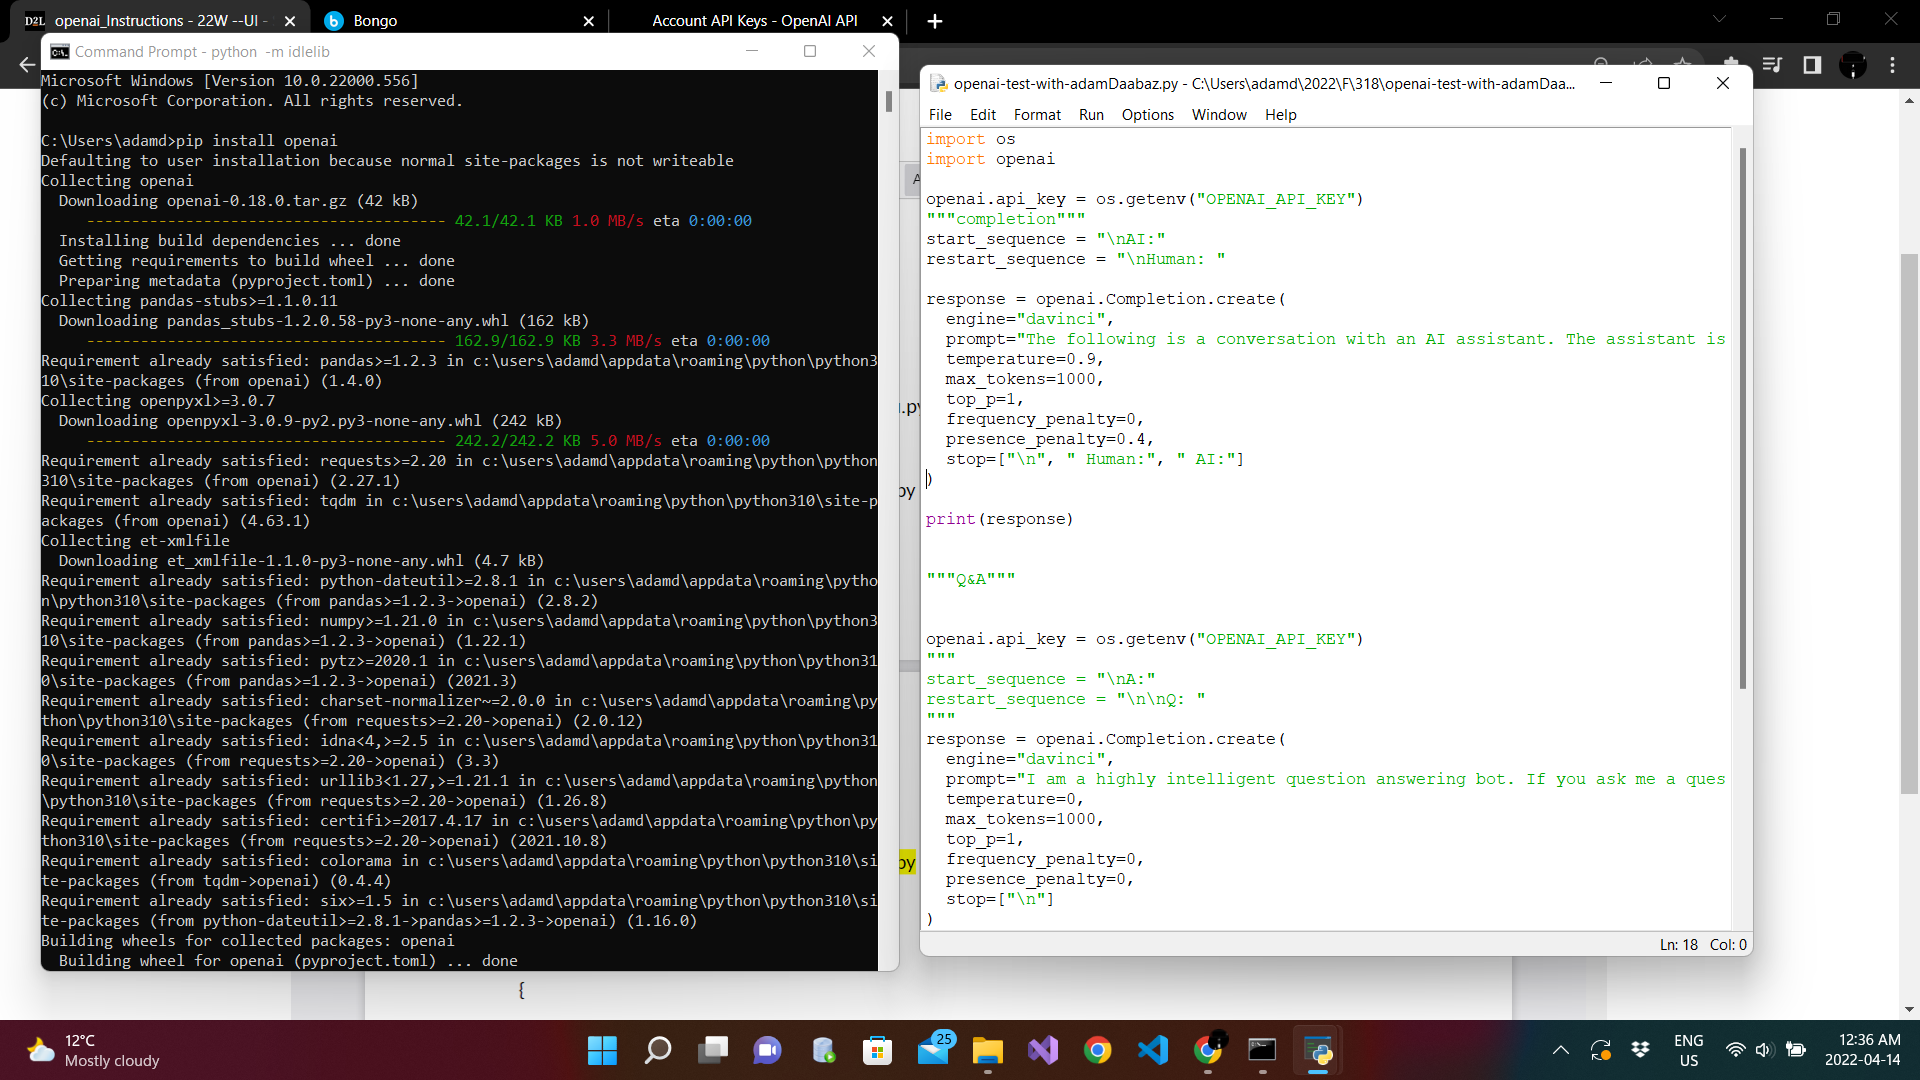 openai_Instructions - 22W --UI -
Bongo
Account API Keys - OpenAI API
Command Prompt - python  -m idlelib
Microsoft Windows [Version 10.0.22000.556]
(c) Microsoft Corporation. All rights reserved.
C:\Users\adamd>pip install openai
Defaulting to user installation because normal site-packages is not writeable
Collecting openai
  Downloading openai-0.18.0.tar.gz (42 kB)
     ---------------------------------------- 42.1/42.1 KB 1.0 MB/s eta 0:00:00
  Installing build dependencies ... done
  Getting requirements to build wheel ... done
  Preparing metadata (pyproject.toml) ... done
Collecting pandas-stubs>=1.1.0.11
  Downloading pandas_stubs-1.2.0.58-py3-none-any.whl (162 kB)
     ---------------------------------------- 162.9/162.9 KB 3.3 MB/s eta 0:00:00
Requirement already satisfied: pandas>=1.2.3 in c:\users\adamd\appdata\roaming\python\python3
10\site-packages (from openai) (1.4.0)
Collecting openpyxl>=3.0.7
  Downloading openpyxl-3.0.9-py2.py3-none-any.whl (242 kB)
     ---------------------------------------- 242.2/242.2 KB 5.0 MB/s eta 0:00:00
Requirement already satisfied: requests>=2.20 in c:\users\adamd\appdata\roaming\python\python
310\site-packages (from openai) (2.27.1)
Requirement already satisfied: tqdm in c:\users\adamd\appdata\roaming\python\python310\site-p
ackages (from openai) (4.63.1)
Collecting et-xmlfile
  Downloading et_xmlfile-1.1.0-py3-none-any.whl (4.7 kB)
Requirement already satisfied: python-dateutil>=2.8.1 in c:\users\adamd\appdata\roaming\pytho
n\python310\site-packages (from pandas>=1.2.3->openai) (2.8.2)
Requirement already satisfied: numpy>=1.21.0 in c:\users\adamd\appdata\roaming\python\python3
10\site-packages (from pandas>=1.2.3->openai) (1.22.1)
Requirement already satisfied: pytz>=2020.1 in c:\users\adamd\appdata\roaming\python\python31
0\site-packages (from pandas>=1.2.3->openai) (2021.3)
Requirement already satisfied: charset-normalizer~=2.0.0 in c:\users\adamd\appdata\roaming\py
thon\python310\site-packages (from requests>=2.20->openai) (2.0.12)
Requirement already satisfied: idna<4,>=2.5 in c:\users\adamd\appdata\roaming\python\python31
0\site-packages (from requests>=2.20->openai) (3.3)
Requirement already satisfied: urllib3<1.27,>=1.21.1 in c:\users\adamd\appdata\roaming\python
\python310\site-packages (from requests>=2.20->openai) (1.26.8)
Requirement already satisfied: certifi>=2017.4.17 in c:\users\adamd\appdata\roaming\python\py
thon310\site-packages (from requests>=2.20->openai) (2021.10.8)
Requirement already satisfied: colorama in c:\users\adamd\appdata\roaming\python\python310\si
te-packages (from tqdm->openai) (0.4.4)
Requirement already satisfied: six>=1.5 in c:\users\adamd\appdata\roaming\python\python310\si
te-packages (from python-dateutil>=2.8.1->pandas>=1.2.3->openai) (1.16.0)
Building wheels for collected packages: openai
  Building wheel for openai (pyproject.toml) ... done
openai-test-with-adamDaabaz.py - C:\Users\adamd\2022\F\318\openai-test-with-adamDaa...
File Edit Format Run Options Window Help
import os
import openai
openai.api_key = os.getenv("OPENAI_API_KEY")
"""completion"""
start_sequence = "\nAI:"
restart_sequence = "\nHuman: "
response = openai.Completion.create(
  engine="davinci",
  prompt="The following is a conversation with an AI assistant. The assistant is
  temperature=0.9,
  max_tokens=1000,
  top_p=1,
  frequency_penalty=0,
  presence_penalty=0.4,
  stop=["\n", " Human:", " AI:"]
)
print(response)
"""Q&A"""
openai.api_key = os.getenv("OPENAI_API_KEY")
"""
start_sequence = "\nA:"
restart_sequence = "\n\nQ: "
"""
response = openai.Completion.create(
  engine="davinci",
  prompt="I am a highly intelligent question answering bot. If you ask me a ques
  temperature=0,
  max_tokens=1000,
  top_p=1,
  frequency_penalty=0,
  presence_penalty=0,
  stop=["\n"]
)
Ln: 18 Col: 0
.py
py
py
{
12°C
Mostly cloudy
25
ENG
US
12:36 AM
2022-04-14